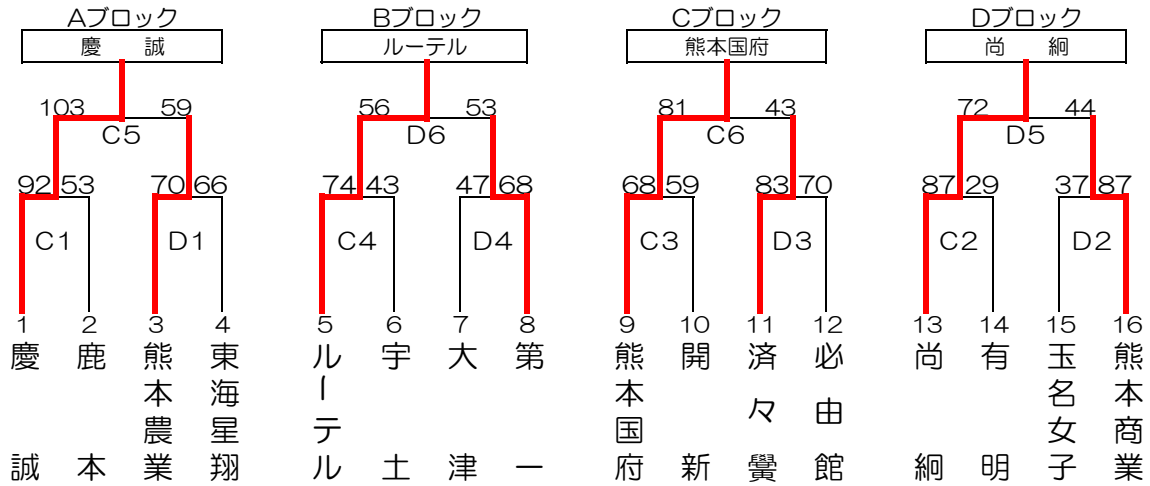 Aブロック Bブロック Cブロック Dブロック
慶誠 ルーテル 熊本国府 尚絅
103 59 56 53 81 43 72 44
C5 D6 C6 D5
92 53 70 66 74 43 47 68 68 59 83 70 87 29 37 87
C1 D1 C4 D4 C3 D3 C2 D2
1 2 3 4 5 6 7 8 9 10 11 12 13 14 15 16
慶誠
鹿本
熊本農業
東海星翔
ルーテル
宇土
大津
第一
熊本国府
開新
済々黌
必由館
尚絅
有明
玉名女子
熊本商業